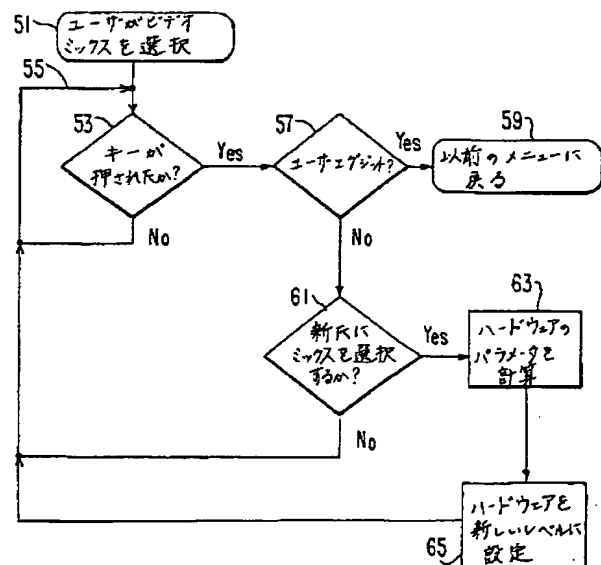 51
ユーザがビデオ
ミックスを選択
55
53
キーが
押されたか?
Yes
No
57
ユーザーエグジット?
Yes
No
59
以前のメニューに
戻る
61
新たに
ミックスを選択
するか?
Yes
No
63
ハードウェアの
パラメータを
計算
ハードウェアを
新しいレベルに
設定
65